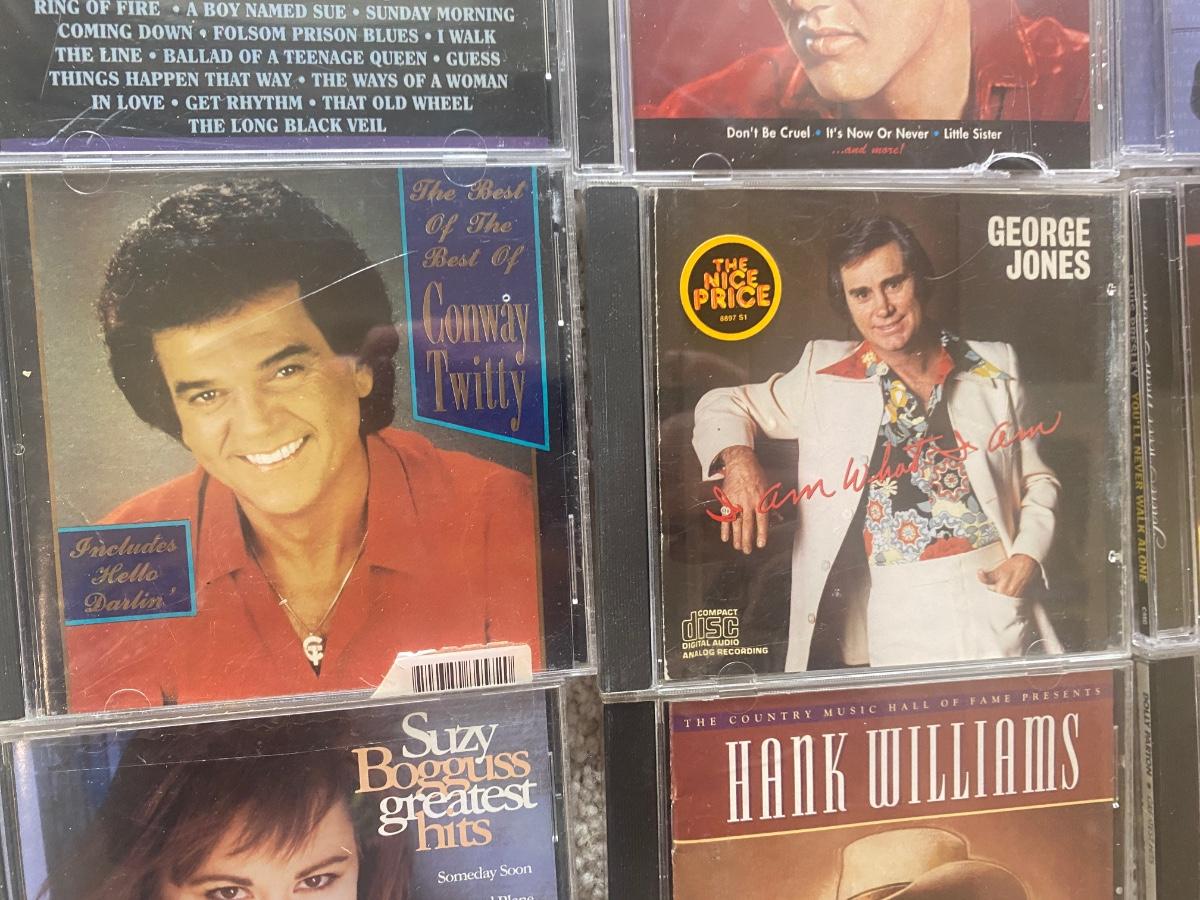 RING OF FIRE • A BOY NAMED SUE • SUNDAY MORNING
COMING DOWN • FOLSOM PRISON BLUES • I WALK
THE LINE • BALLAD OF A TEENAGE QUEEN • GUESS
THINGS HAPPEN THAT WAY • THE WAYS OF A WOMAN
IN LOVE • GET RHYTHM • THAT OLD WHEEL
THE LONG BLACK VEIL
Don't Be Cruel • It's Now Or Never • Little Sister
...and more!
The Best
Of The
Best Of
Conway
Twitty
Includes
Hello
Darlin'
THE
NICE
PRICE
8897 S1
GEORGE
JONES
I am What I am
COMPACT
disc
DIGITAL AUDIO
ANALOG RECORDING
YOU'LL NEVER WALK ALONE
Suzy
Bogguss
greatest
hits
Someday Soon
THE COUNTRY MUSIC HALL OF FAME PRESENTS
HANK WILLIAMS
DOLLY PARTON